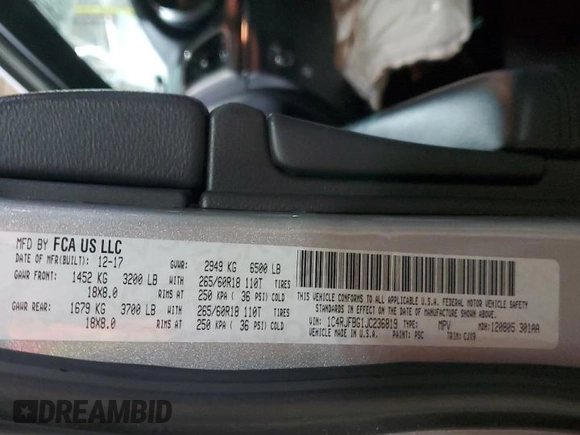 MFD BY FCA US LLC
DATE OF MFR(BUILT): 12-17 GVWR: 2949 KG 6500 LB
GAWR FRONT: 1452 KG 3200 LB 265/60R18 110T TIRES
18X8.0 RIMS AT 250 KPA ( 36 PSI) COLD
GAWR REAR: 1679 KG 3700 LB 265/60R18 110T TIRES
18X8.0 RIMS AT 250 KPA ( 36 PSI) COLD
THIS VEHICLE CONFORMS TO ALL APPLICABLE U.S.A. FEDERAL MOTOR VEHICLE SAFETY
STANDARDS IN EFFECT ON THE DATE OF MANUFACTURE SHOWN ABOVE.
VIN: 1C4RJFBG1JC236819 TYPE: MPV MDH: 120805 301AA
VEHICLE MADE IN U.S.A. PAINT: PSC TRIM: CJX9
DREAMBID